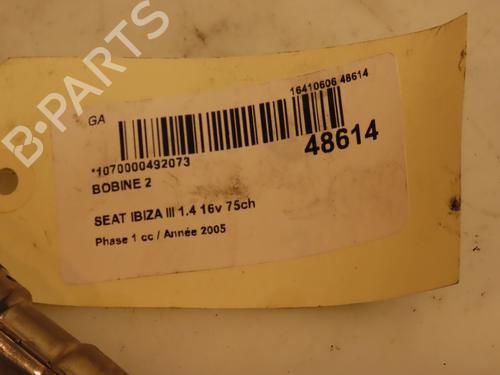 B-PARTS
GA
16410606 48614
48614
*1070000492073
BOBINE 2
SEAT IBIZA III 1.4 16v 75ch
Phase 1 cc / Année 2005